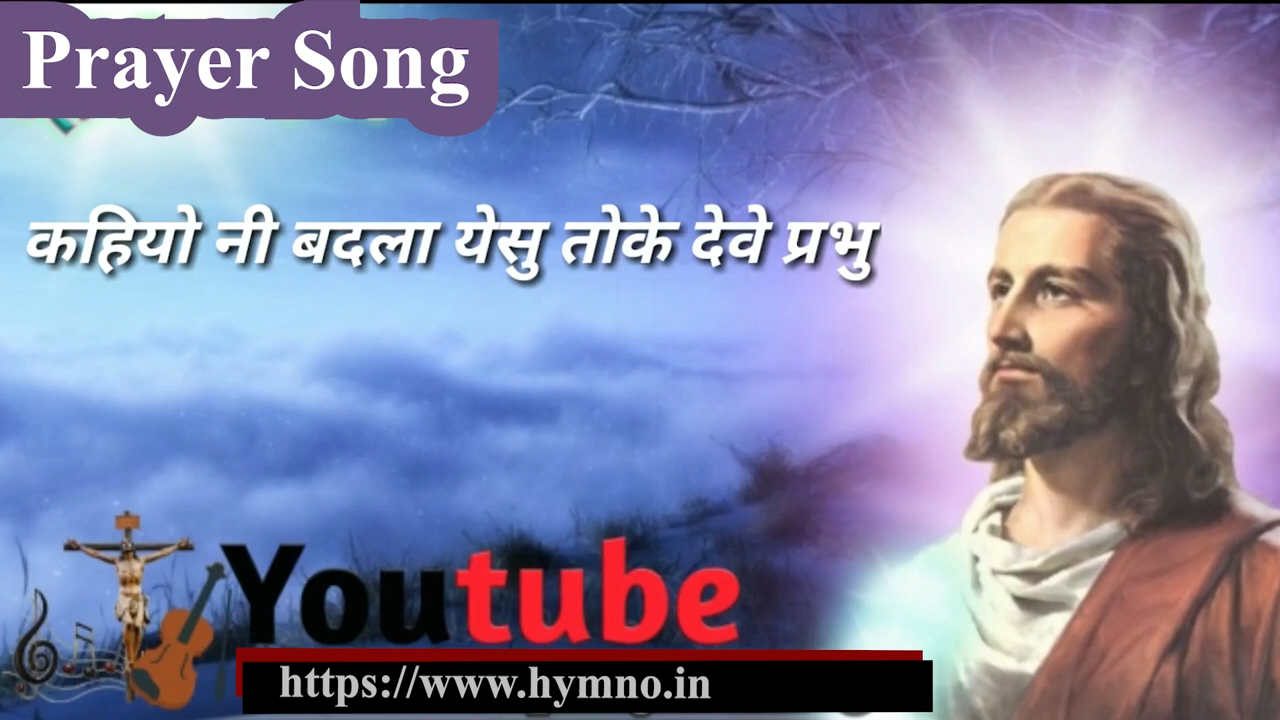 Prayer Song
कहियो नी बदला येसु तोके देवे प्रभु
Youtube
https://www.hymno.in